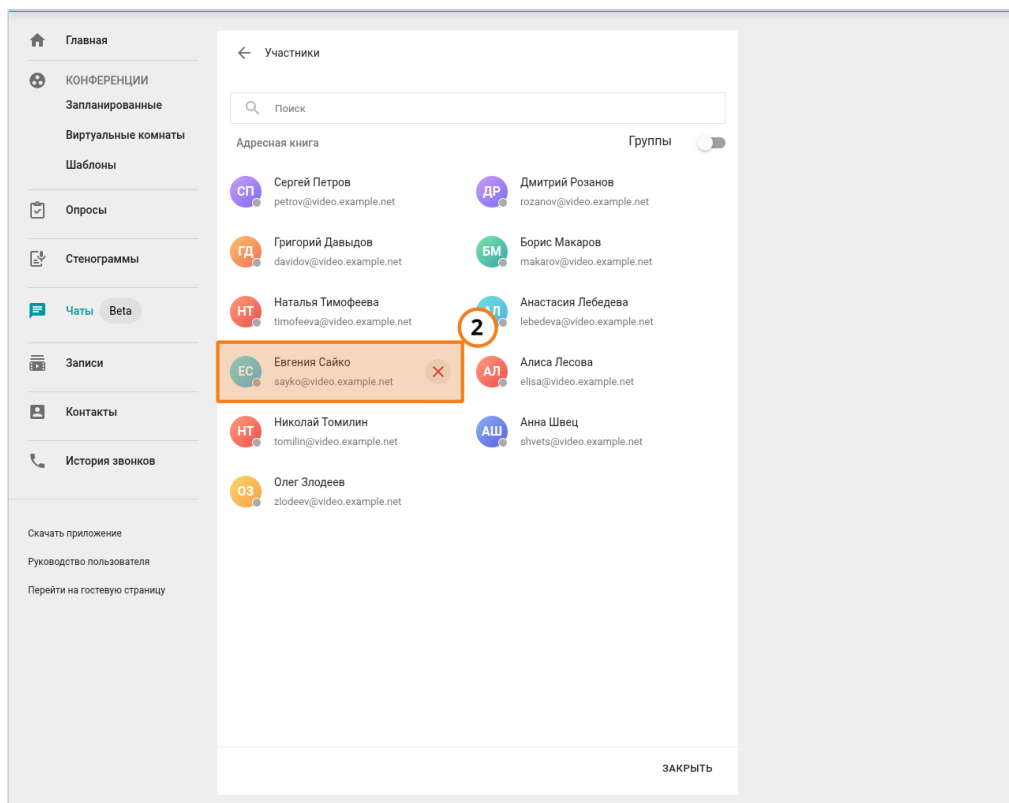 Главная
КОНФЕРЕНЦИИ
Запланированные
Виртуальные комнаты
Шаблоны
Опросы
Стенограммы
Чаты Beta
Записи
Контакты
История звонков
Скачать приложение
Руководство пользователя
Перейти на гостевую страницу
Участники
Поиск
Адресная книга Группы
СП Сергей Петров
petrov@video.example.net
ДР Дмитрий Розанов
rozanov@video.example.net
ГД Григорий Давыдов
davidov@video.example.net
БМ Борис Макаров
makarov@video.example.net
НТ Наталья Тимофеева
timofeeva@video.example.net
АЛ Анастасия Лебедева
lebedeva@video.example.net
2
ЕС Евгения Сайко
sayko@video.example.net
АЛ Алиса Лесова
elisa@video.example.net
НТ Николай Томилин
tomilin@video.example.net
АШ Анна Швец
shvets@video.example.net
ОЗ Олег Злодеев
zlodeev@video.example.net
ЗАКРЫТЬ